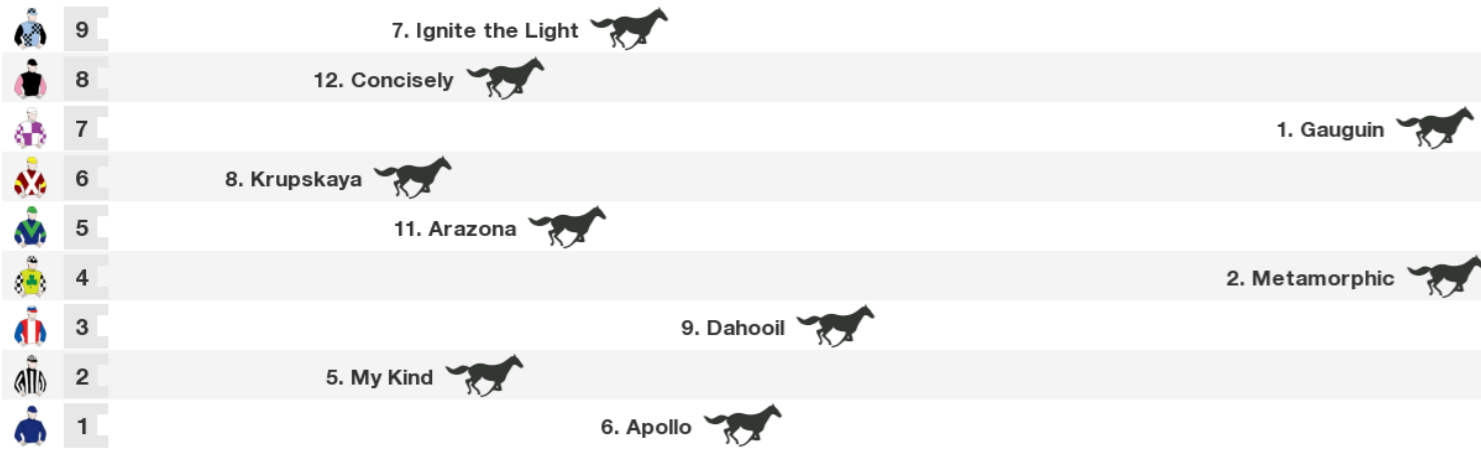 9 7. Ignite the Light
8 12. Concisely
7 1. Gauguin
6 8. Krupskaya
5 11. Arazona
4 2. Metamorphic
3 9. Dahooil
2 5. My Kind
1 6. Apollo